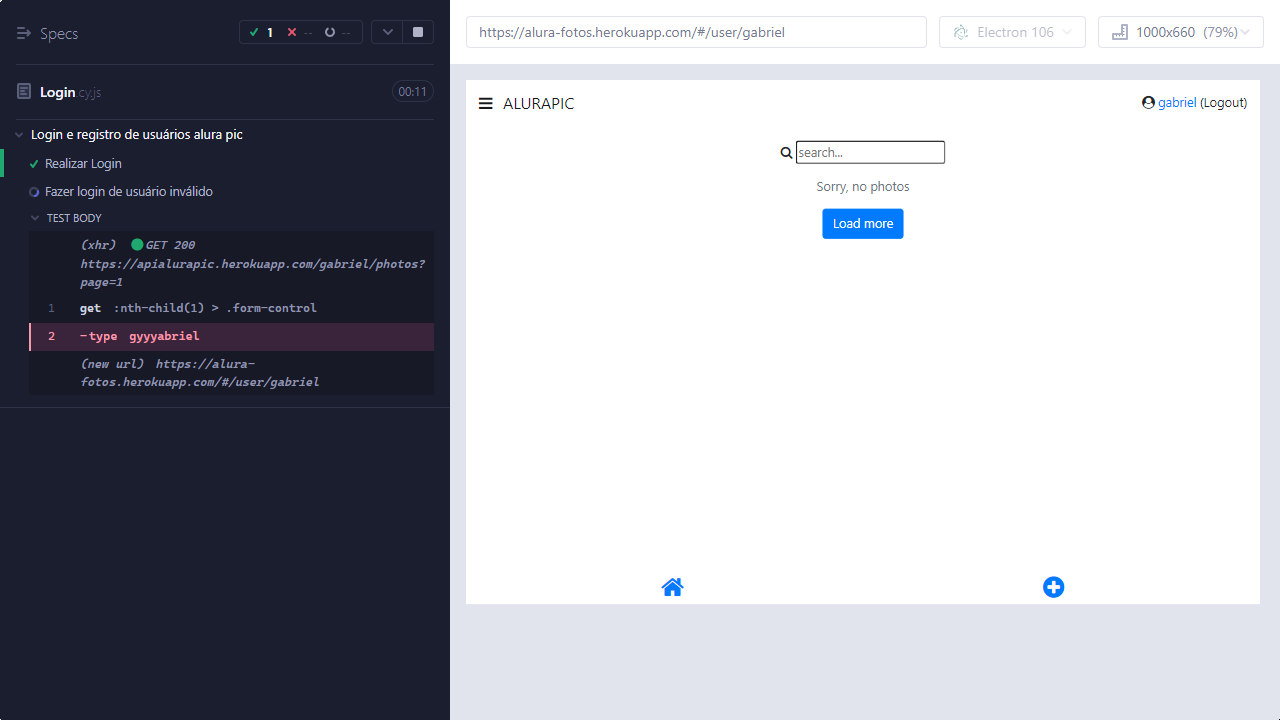 Specs
1 -- --
Login.cy.js
00:11
Login e registro de usuários alura pic
Realizar Login
Fazer login de usuário inválido
TEST BODY
(xhr) GET 200
https://apialurapic.herokuapp.com/gabriel/photos?
page=1
1 get :nth-child(1) > .form-control
2 -type gyyyabriel
(new url) https://alura-
fotos.herokuapp.com/#/user/gabriel
https://alura-fotos.herokuapp.com/#/user/gabriel
Electron 106
1000x660 (79%)
ALURAPIC
gabriel (Logout)
search...
Sorry, no photos
Load more